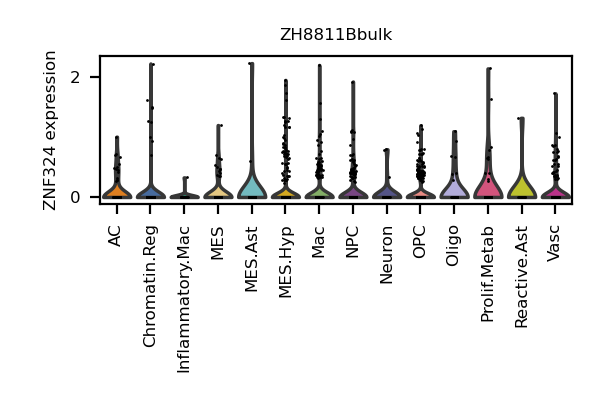 ZH8811Bbulk
ZNF324 expression
2
0
AC
Chromatin.Reg
Inflammatory.Mac
MES
MES.Ast
MES.Hyp
Mac
NPC
Neuron
OPC
Oligo
Prolif.Metab
Reactive.Ast
Vasc